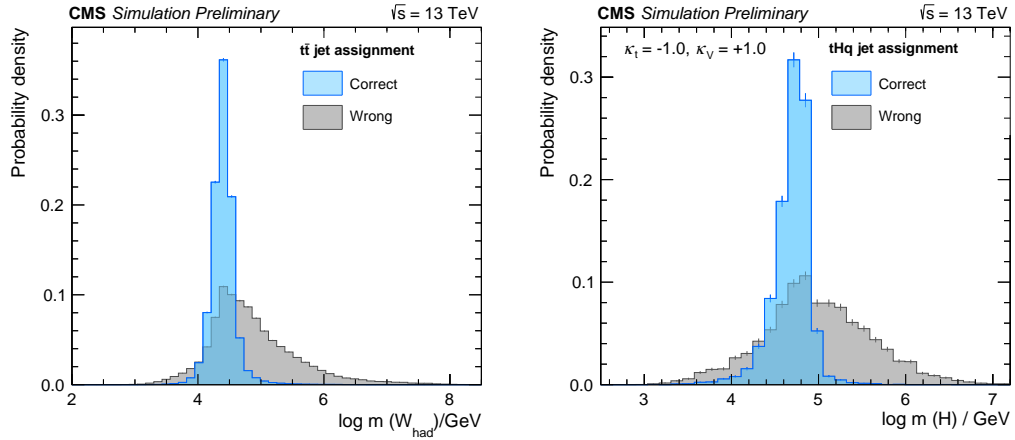 CMS Simulation Preliminary
√s = 13 TeV
Probability density
tt̄ jet assignment
Correct
Wrong
0.3
0.2
0.1
0.0
2 4 6 8
log m (W_had)/GeV
CMS Simulation Preliminary
√s = 13 TeV
Probability density
κ_t = -1.0, κ_V = +1.0
tHq jet assignment
Correct
Wrong
0.3
0.2
0.1
0.0
3 4 5 6 7
log m (H) / GeV